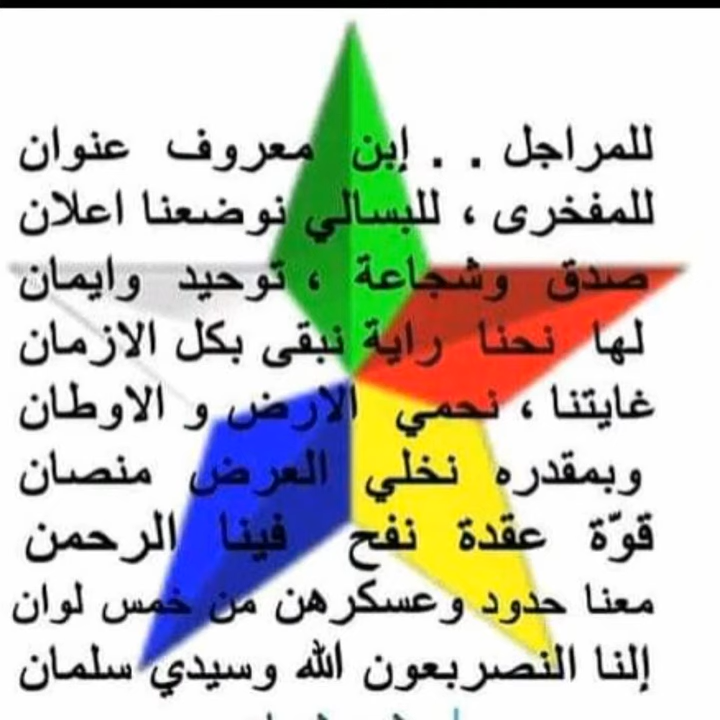 للمراجل . . إبن معروف عنوان
للمفخرى ، للبسالي نوضعنا اعلان
صدق وشجاعة ، توحيد وايمان
لها نحنا راية نبقى بكل الازمان
غايتنا ، نحمي الارض و الاوطان
وبمقدره نخلي العرض منصان
قوّة عقدة نفح فينا الرحمن
معنا حدود وعسكرهن من خمس لوان
إلنا النصربعون الله وسيدي سلمان